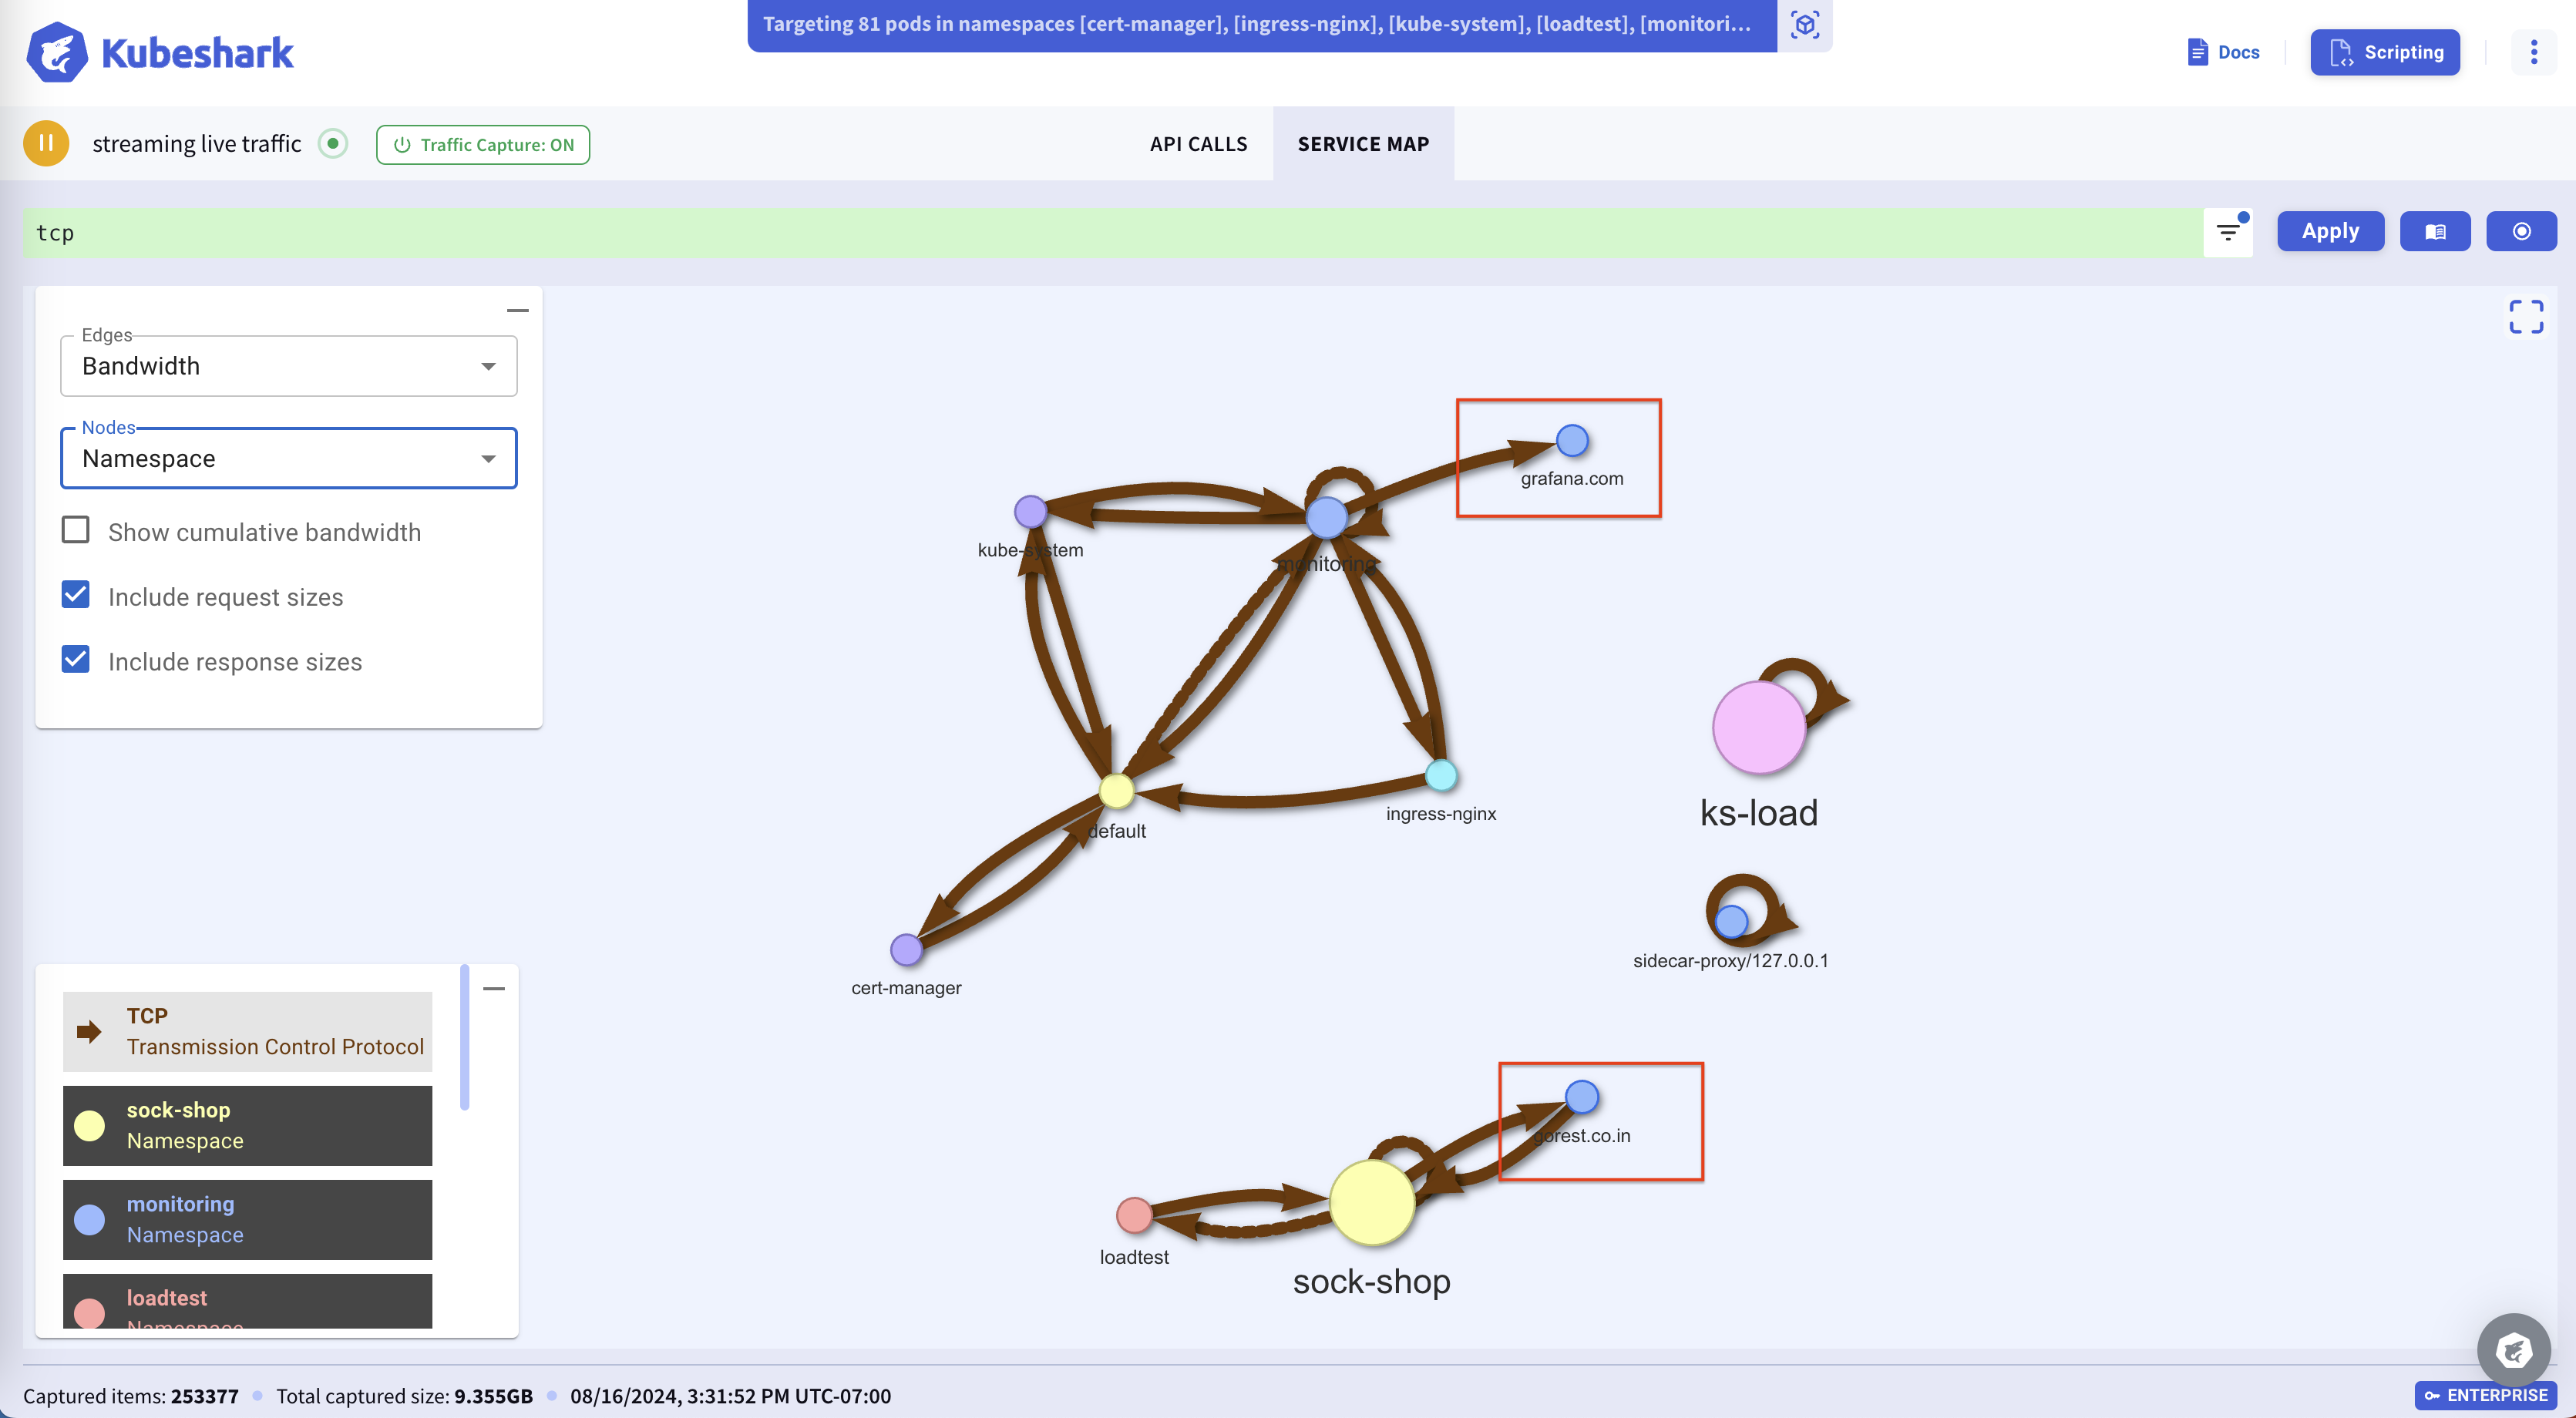 Kubeshark
Targeting 81 pods in namespaces [cert-manager], [ingress-nginx], [kube-system], [loadtest], [monitori...
Docs
Scripting
streaming live traffic
Traffic Capture: ON
API CALLS
SERVICE MAP
tcp
Apply
Edges
Bandwidth
Nodes
Namespace
Show cumulative bandwidth
Include request sizes
Include response sizes
grafana.com
kube-system
monitoring
default
ingress-nginx
cert-manager
ks-load
sidecar-proxy/127.0.0.1
gorest.co.in
loadtest
sock-shop
TCP
Transmission Control Protocol
sock-shop
Namespace
monitoring
Namespace
loadtest
Namespace
Captured items: 253377
Total captured size: 9.355GB
08/16/2024, 3:31:52 PM UTC-07:00
ENTERPRISE